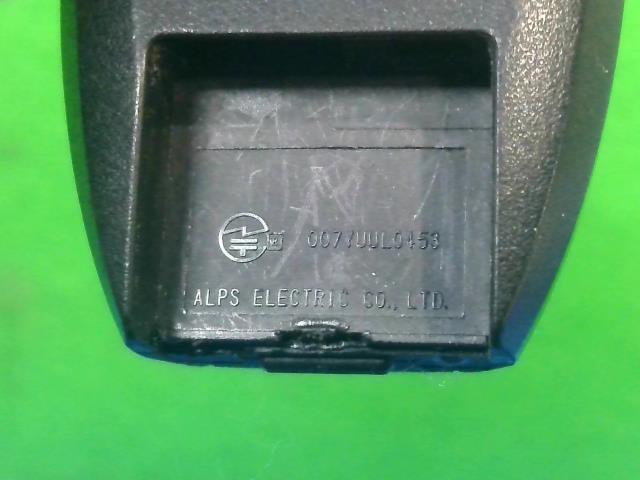 007YUUL0453
ALPS ELECTRIC CO., LTD.